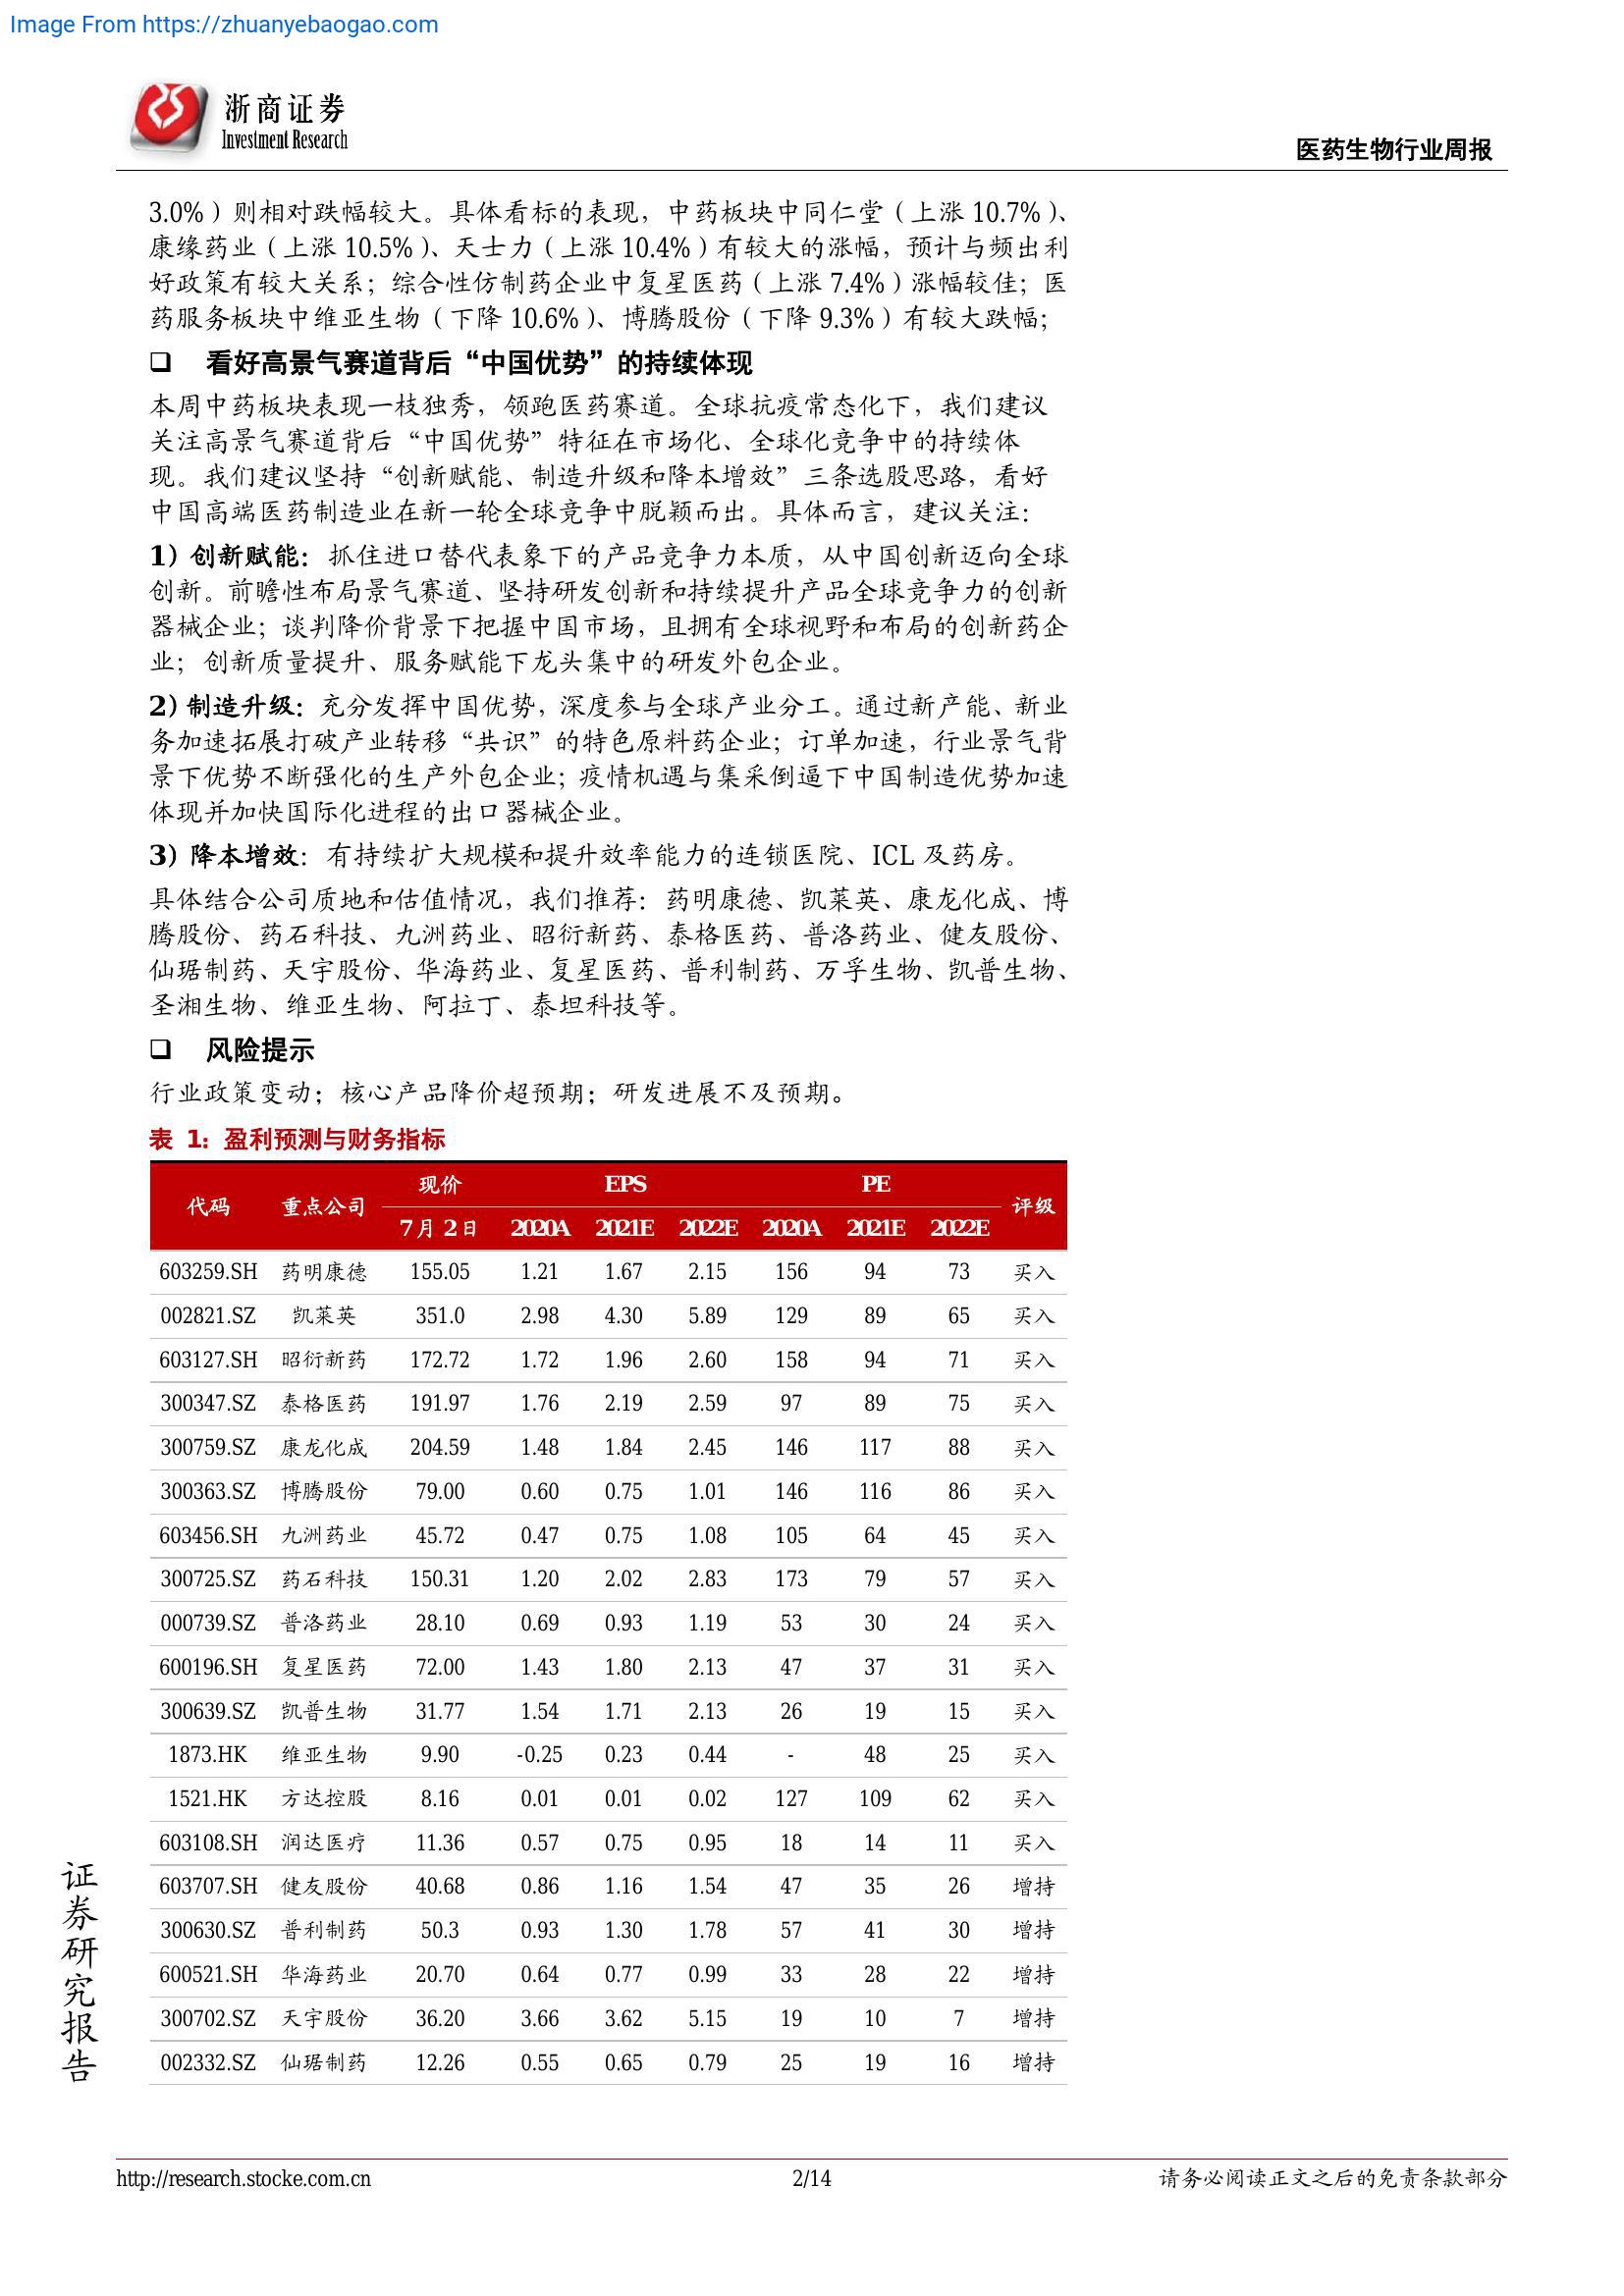 Image From https://zhuanyebaogao.com
浙商证券
Investment Research
医药生物行业周报
3.0%）则相对跌幅较大。具体看标的表现，中药板块中同仁堂（上涨 10.7%）、
康缘药业（上涨 10.5%）、天士力（上涨 10.4%）有较大的涨幅，预计与频出利
好政策有较大关系；综合性仿制药企业中复星医药（上涨 7.4%）涨幅较佳；医
药服务板块中维亚生物（下降 10.6%）、博腾股份（下降 9.3%）有较大跌幅；
❑ 看好高景气赛道背后“中国优势”的持续体现
本周中药板块表现一枝独秀，领跑医药赛道。全球抗疫常态化下，我们建议
关注高景气赛道背后“中国优势”特征在市场化、全球化竞争中的持续体
现。我们建议坚持“创新赋能、制造升级和降本增效”三条选股思路，看好
中国高端医药制造业在新一轮全球竞争中脱颖而出。具体而言，建议关注：
1）创新赋能：抓住进口替代表象下的产品竞争力本质，从中国创新迈向全球
创新。前瞻性布局景气赛道、坚持研发创新和持续提升产品全球竞争力的创新
器械企业；谈判降价背景下把握中国市场，且拥有全球视野和布局的创新药企
业；创新质量提升、服务赋能下龙头集中的研发外包企业。
2）制造升级：充分发挥中国优势，深度参与全球产业分工。通过新产能、新业
务加速拓展打破产业转移“共识”的特色原料药企业；订单加速，行业景气背
景下优势不断强化的生产外包企业；疫情机遇与集采倒逼下中国制造优势加速
体现并加快国际化进程的出口器械企业。
3）降本增效：有持续扩大规模和提升效率能力的连锁医院、ICL 及药房。
具体结合公司质地和估值情况，我们推荐：药明康德、凯莱英、康龙化成、博
腾股份、药石科技、九洲药业、昭衍新药、泰格医药、普洛药业、健友股份、
仙琚制药、天宇股份、华海药业、复星医药、普利制药、万孚生物、凯普生物、
圣湘生物、维亚生物、阿拉丁、泰坦科技等。
❑ 风险提示
行业政策变动；核心产品降价超预期；研发进展不及预期。
表 1：盈利预测与财务指标
代码 重点公司 现价 EPS PE 评级
7 月 2 日 2020A 2021E 2022E 2020A 2021E 2022E
603259.SH 药明康德 155.05 1.21 1.67 2.15 156 94 73 买入
002821.SZ 凯莱英 351.0 2.98 4.30 5.89 129 89 65 买入
603127.SH 昭衍新药 172.72 1.72 1.96 2.60 158 94 71 买入
300347.SZ 泰格医药 191.97 1.76 2.19 2.59 97 89 75 买入
300759.SZ 康龙化成 204.59 1.48 1.84 2.45 146 117 88 买入
300363.SZ 博腾股份 79.00 0.60 0.75 1.01 146 116 86 买入
603456.SH 九洲药业 45.72 0.47 0.75 1.08 105 64 45 买入
300725.SZ 药石科技 150.31 1.20 2.02 2.83 173 79 57 买入
000739.SZ 普洛药业 28.10 0.69 0.93 1.19 53 30 24 买入
600196.SH 复星医药 72.00 1.43 1.80 2.13 47 37 31 买入
300639.SZ 凯普生物 31.77 1.54 1.71 2.13 26 19 15 买入
1873.HK 维亚生物 9.90 -0.25 0.23 0.44 - 48 25 买入
1521.HK 方达控股 8.16 0.01 0.01 0.02 127 109 62 买入
603108.SH 润达医疗 11.36 0.57 0.75 0.95 18 14 11 买入
603707.SH 健友股份 40.68 0.86 1.16 1.54 47 35 26 增持
300630.SZ 普利制药 50.3 0.93 1.30 1.78 57 41 30 增持
600521.SH 华海药业 20.70 0.64 0.77 0.99 33 28 22 增持
300702.SZ 天宇股份 36.20 3.66 3.62 5.15 19 10 7 增持
002332.SZ 仙琚制药 12.26 0.55 0.65 0.79 25 19 16 增持
证券研究报告
http://research.stocke.com.cn 2/14 请务必阅读正文之后的免责条款部分